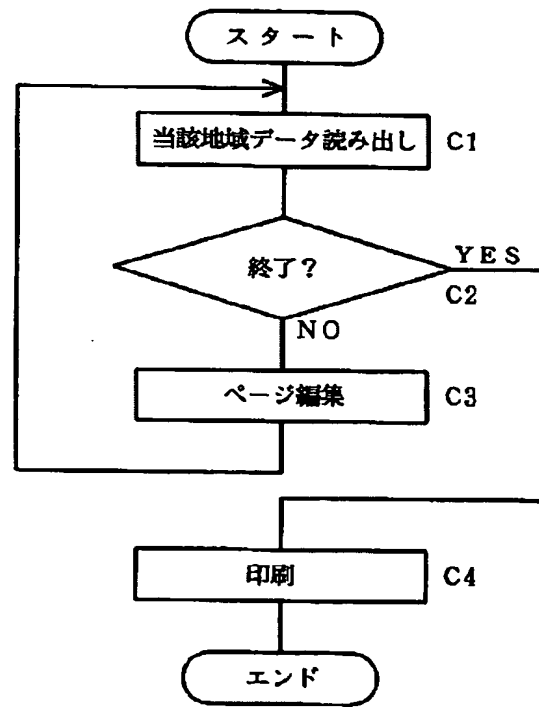 スタート
当該地域データ読み出し C1
終了？ YES
C2
NO
ページ編集 C3
印刷 C4
エンド